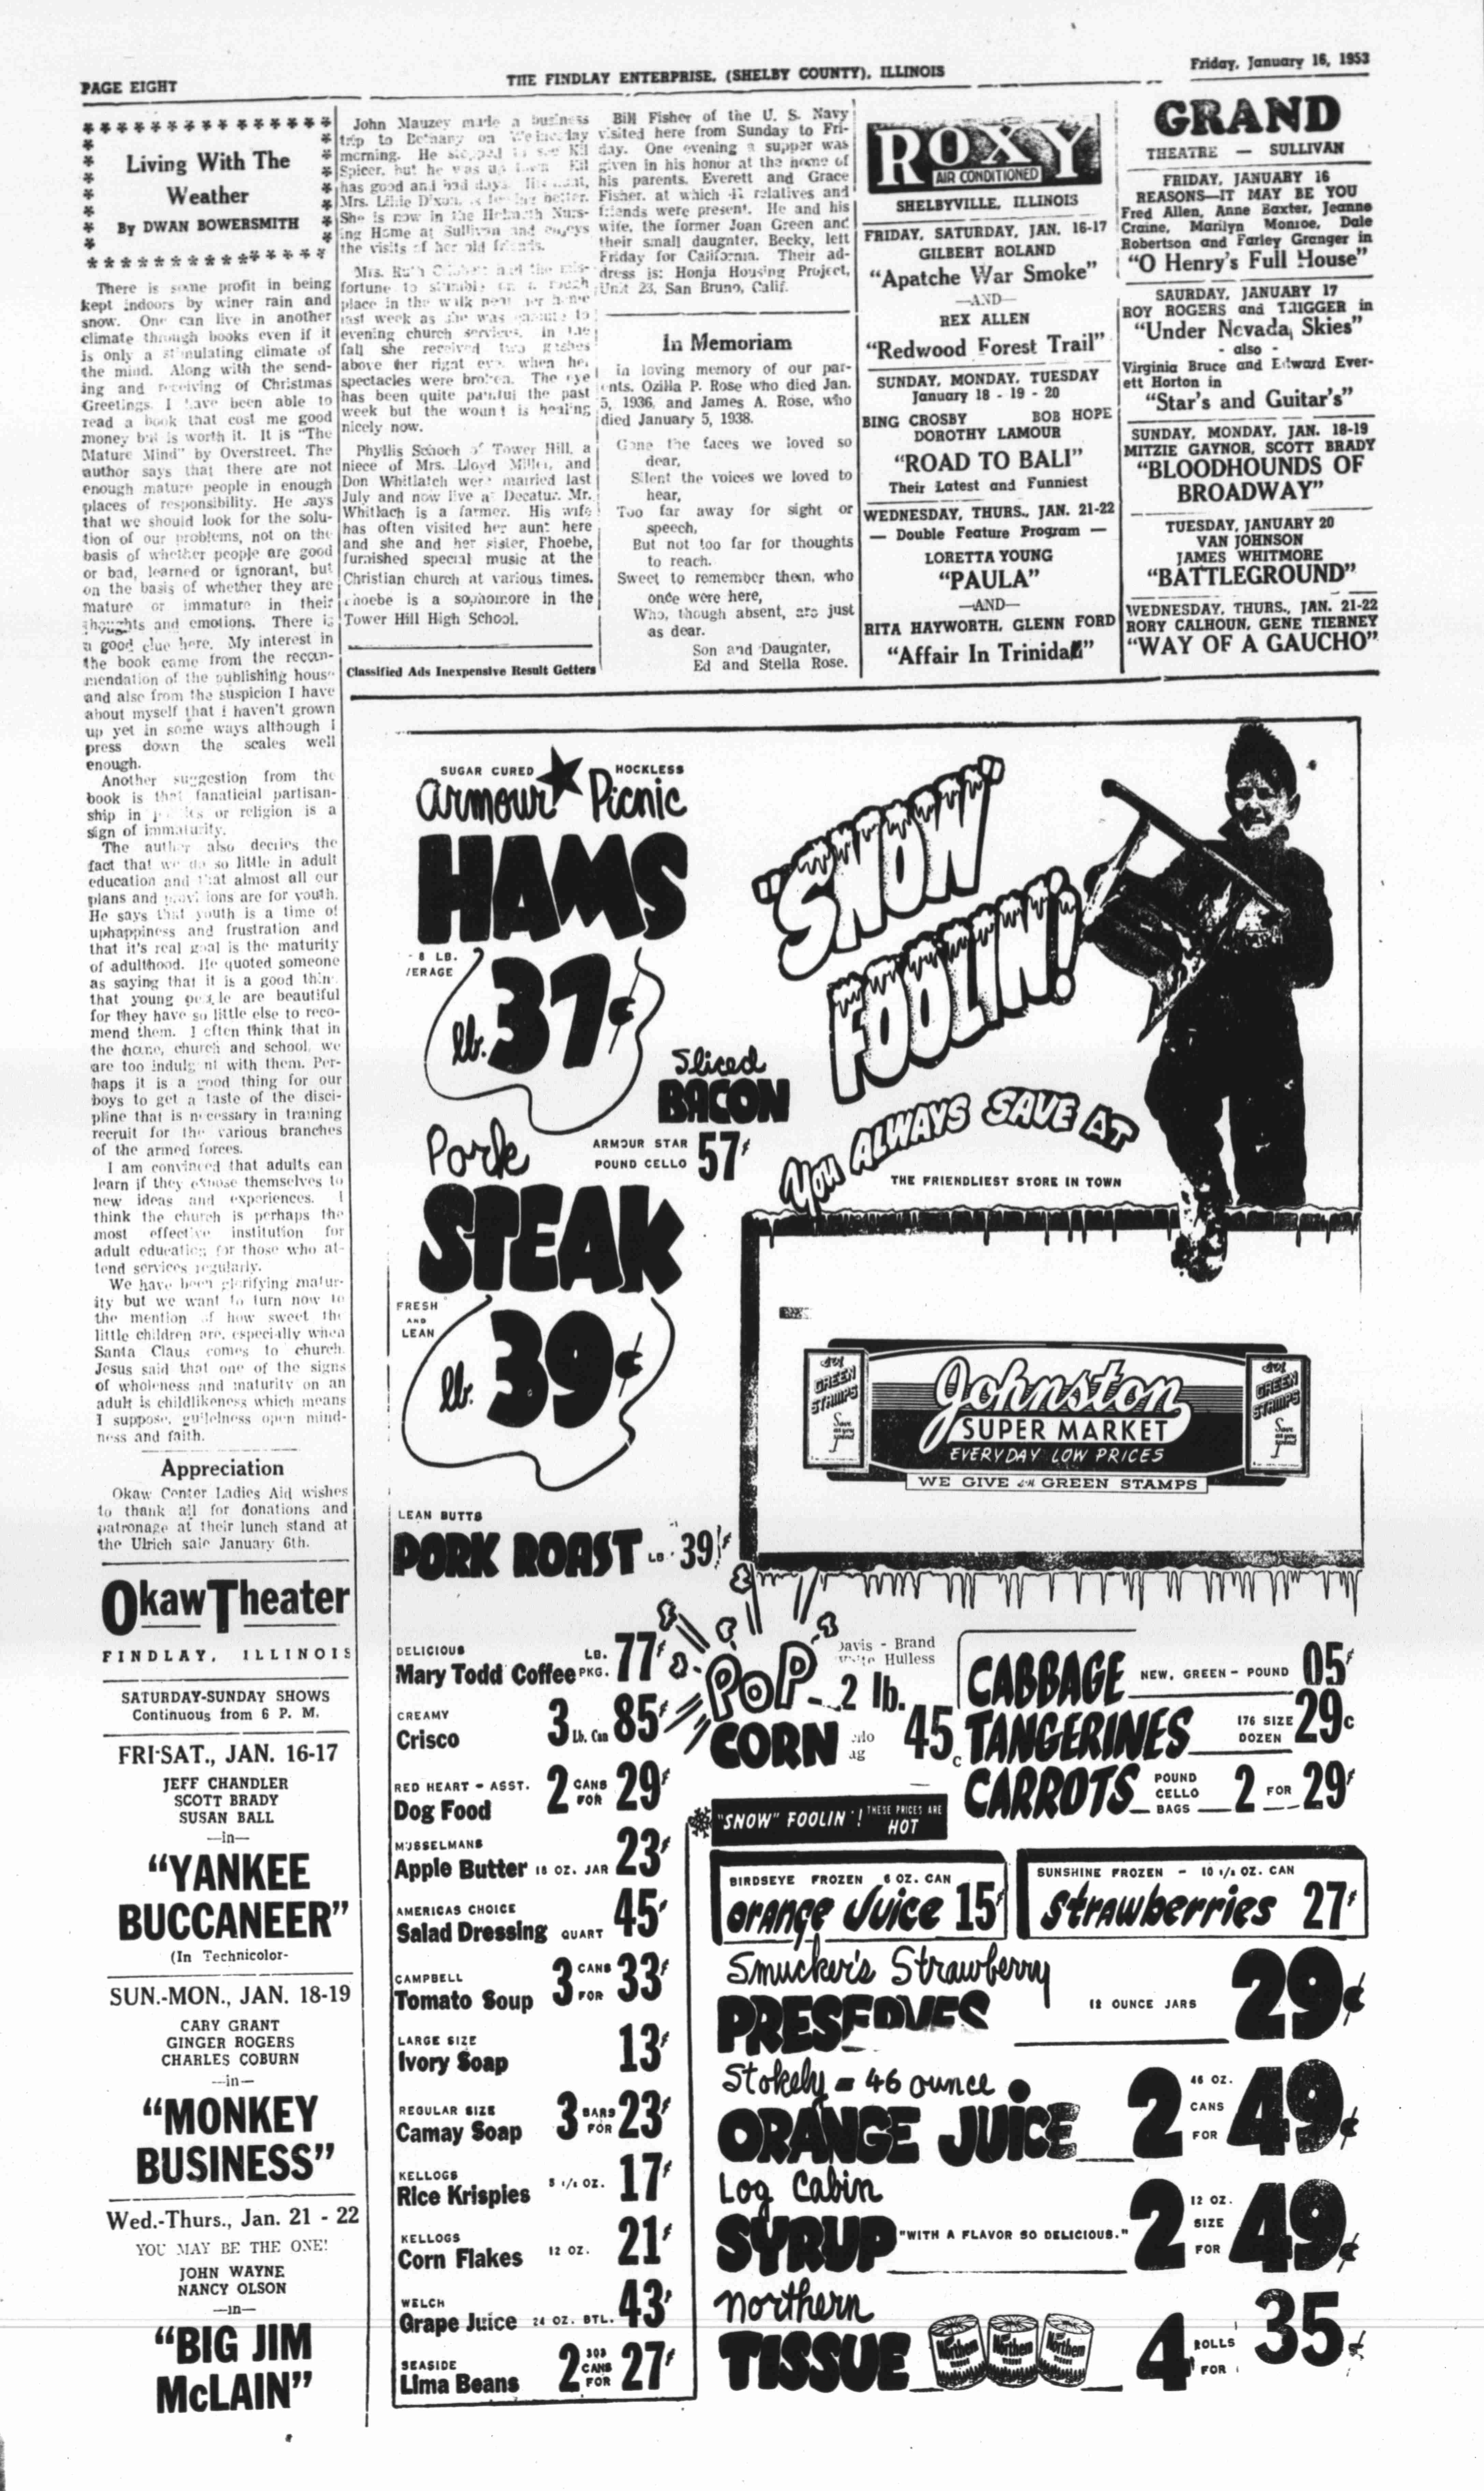 PAGE EIGHT
THE FINDLAY ENTERPRISE, (SHELBY COUNTY), ILLINOIS
Friday, January 16, 1953
Living With The
Weather
By DWAN BOWERSMITH
There is some profit in being
kept indoors by winer rain and
snow. One can live in another
climate through books even if it
is only a stimulating climate of
the mind. Along with the send-
ing and receiving of Christmas
Greetings I have been able to
read a book that cost me good
money but is worth it. It is "The
Mature Mind" by Overstreet. The
author says that there are not
enough mature people in enough
places of responsibility. He says
that we should look for the solu-
tion of our problems, not on the
basis of whether people are good
or bad, learned or ignorant, but
on the basis of whether they are
mature or immature in their
thoughts and emotions. There is
a good clue here. My interest in
the book came from the recom-
mendation of the publishing house
and also from the suspicion I have
about myself that I haven't grown
up yet in some ways although I
press down the scales well
enough.
Another suggestion from the
book is that fanaticial partisan-
ship in or religion is a
sign of immaturity.
The author also decries the
fact that we do so little in adult
education and that almost all our
plans and provisions are for youth.
He says that youth is a time of
uphappiness and frustration and
that it's real goal is the maturity
of adulthood. He quoted someone
as saying that it is a good thing
that young people are beautiful
for they have so little else to reco-
mend them. I often think that in
the home, church and school, we
are too indulgent with them. Per-
haps it is a good thing for our
boys to get a taste of the disci-
pline that is necessary in training
recruit for the various branches
of the armed forces.
I am convinced that adults can
learn if they expose themselves to
new ideas and experiences. I
think the church is perhaps the
most effective institution for
adult education for those who at-
tend services regularly.
We have been glorifying matur-
ity but we want to turn now to
the mention of how sweet the
little children are, especially when
Santa Claus comes to church.
Jesus said that one of the signs
of wholeness and maturity on an
adult is childlikeness which means
I suppose, guilelness open mind-
ness and faith.
Appreciation
Okaw Center Ladies Aid wishes
to thank all for donations and
patronage at their lunch stand at
the Ulrich sale January 6th.
Okaw Theater
FINDLAY, ILLINOIS
SATURDAY-SUNDAY SHOWS
Continuous from 6 P. M.
FRI-SAT., JAN. 16-17
JEFF CHANDLER
SCOTT BRADY
SUSAN BALL
—in—
"YANKEE
BUCCANEER"
(In Technicolor-
SUN.-MON., JAN. 18-19
CARY GRANT
GINGER ROGERS
CHARLES COBURN
—in—
"MONKEY
BUSINESS"
Wed.-Thurs., Jan. 21 - 22
YOU MAY BE THE ONE!
JOHN WAYNE
NANCY OLSON
—in—
"BIG JIM
McLAIN"
John Mauzey made a business
trip to Bethany on Wednesday
morning. He stopped to see Kil
Spicer, but he was up town. Kil
has good and bad days. His aunt,
Mrs. Lillie Dixon, is feeling better.
She is now in the Nurs-
ing Home at Sullivan and enjoys
the visits of her old friends.
Mrs. Ruth had the mis-
fortune to stumble on a rough
place in the walk near her home
last week as she was enroute to
evening church services. In the
fall she received two gashes
above her right eye when her
spectacles were broken. The eye
has been quite painful the past
week but the wound is healing
nicely now.
Phyllis Schoch of Tower Hill, a
niece of Mrs. Lloyd Miller, and
Don Whitlatch were married last
July and now live at Decatur. Mr.
Whitlach is a farmer. His wife
has often visited her aunt here
and she and her sister, Phoebe,
furnished special music at the
Christian church at various times.
Phoebe is a sophomore in the
Tower Hill High School.
Classified Ads Inexpensive Result Getters
Bill Fisher of the U. S. Navy
visited here from Sunday to Fri-
day. One evening a supper was
given in his honor at the home of
his parents, Everett and Grace
Fisher, at which 41 relatives and
friends were present. He and his
wife, the former Joan Green and
their small daugnter, Becky, left
Friday for California. Their ad-
dress is: Honja Housing Project,
Unit 23, San Bruno, Calif.
In Memoriam
in loving memory of our par-
ents, Ozilla P. Rose who died Jan.
5, 1936, and James A. Rose, who
died January 5, 1938.
Gone the faces we loved so
dear,
Silent the voices we loved to
hear,
Too far away for sight or
speech,
But not too far for thoughts
to reach.
Sweet to remember them, who
once were here,
Who, though absent, are just
as dear.
Son and Daugnter,
Ed and Stella Rose.
ROXY
AIR CONDITIONED
SHELBYVILLE, ILLINOIS
FRIDAY, SATURDAY, JAN. 16-17
GILBERT ROLAND
"Apatche War Smoke"
—AND—
REX ALLEN
"Redwood Forest Trail"
SUNDAY, MONDAY, TUESDAY
January 18 - 19 - 20
BING CROSBY BOB HOPE
DOROTHY LAMOUR
"ROAD TO BALI"
Their Latest and Funniest
WEDNESDAY, THURS., JAN. 21-22
— Double Feature Program —
LORETTA YOUNG
"PAULA"
—AND—
RITA HAYWORTH, GLENN FORD
"Affair In Trinidad"
GRAND
THEATRE — SULLIVAN
FRIDAY, JANUARY 16
REASONS—IT MAY BE YOU
Fred Allen, Anne Baxter, Jeanne
Craine, Marilyn Monroe, Dale
Robertson and Farley Granger in
"O Henry's Full House"
SAURDAY, JANUARY 17
ROY ROGERS and TRIGGER in
"Under Nevada, Skies"
- also -
Virginia Bruce and Edward Ever-
ett Horton in
"Star's and Guitar's"
SUNDAY, MONDAY, JAN. 18-19
MITZIE GAYNOR, SCOTT BRADY
"BLOODHOUNDS OF
BROADWAY"
TUESDAY, JANUARY 20
VAN JOHNSON
JAMES WHITMORE
"BATTLEGROUND"
WEDNESDAY, THURS., JAN. 21-22
RORY CALHOUN, GENE TIERNEY
"WAY OF A GAUCHO"
SUGAR CURED HOCKLESS
Armour Picnic
HAMS
- 8 LB.
/ERAGE
lb. 37¢
Sliced
BACON
ARMOUR STAR
POUND CELLO 57¢
Pork
STEAK
FRESH
AND
LEAN
lb. 39¢
LEAN BUTTS
PORK ROAST LB. 39¢
"SNOW"
FOOLIN'!
You ALWAYS SAVE AT
THE FRIENDLIEST STORE IN TOWN
GREEN STAMPS
Save as you spend
Johnston
SUPER MARKET
EVERYDAY LOW PRICES
WE GIVE S&H GREEN STAMPS
GREEN STAMPS
Save as you spend
DELICIOUS
Mary Todd Coffee LB. PKG. 77¢
CREAMY
Crisco 3 Lb. Can 85¢
RED HEART - ASST.
Dog Food 2 CANS FOR 29¢
MUSSELMANS
Apple Butter 18 OZ. JAR 23¢
AMERICAS CHOICE
Salad Dressing QUART 45¢
CAMPBELL
Tomato Soup 3 CANS FOR 33¢
LARGE SIZE
Ivory Soap 13¢
REGULAR SIZE
Camay Soap 3 BARS FOR 23¢
KELLOGS
Rice Krispies 5 1/2 OZ. 17¢
KELLOGS
Corn Flakes 12 OZ. 21¢
WELCH
Grape Juice 24 OZ. BTL. 43¢
SEASIDE
Lima Beans 2 303 CANS FOR 27¢
POP CORN
Davis - Brand
White Hulless
2 lb. 45c
CABBAGE NEW, GREEN - POUND 05¢
TANGERINES 176 SIZE DOZEN 29c
CARROTS POUND CELLO BAGS 2 FOR 29¢
"SNOW" FOOLIN'! THESE PRICES ARE HOT
BIRDSEYE FROZEN 6 OZ. CAN
Orange Juice 15¢
SUNSHINE FROZEN - 10 1/2 OZ. CAN
Strawberries 27¢
Smucker's Strawberry
PRESERVES 12 OUNCE JARS 29¢
Stokely - 46 ounce
ORANGE JUICE 2 46 OZ. CANS FOR 49¢
Log Cabin
SYRUP "WITH A FLAVOR SO DELICIOUS." 2 12 OZ. SIZE FOR 49¢
Northern
TISSUE Northern Northern Northern 4 ROLLS FOR 35¢